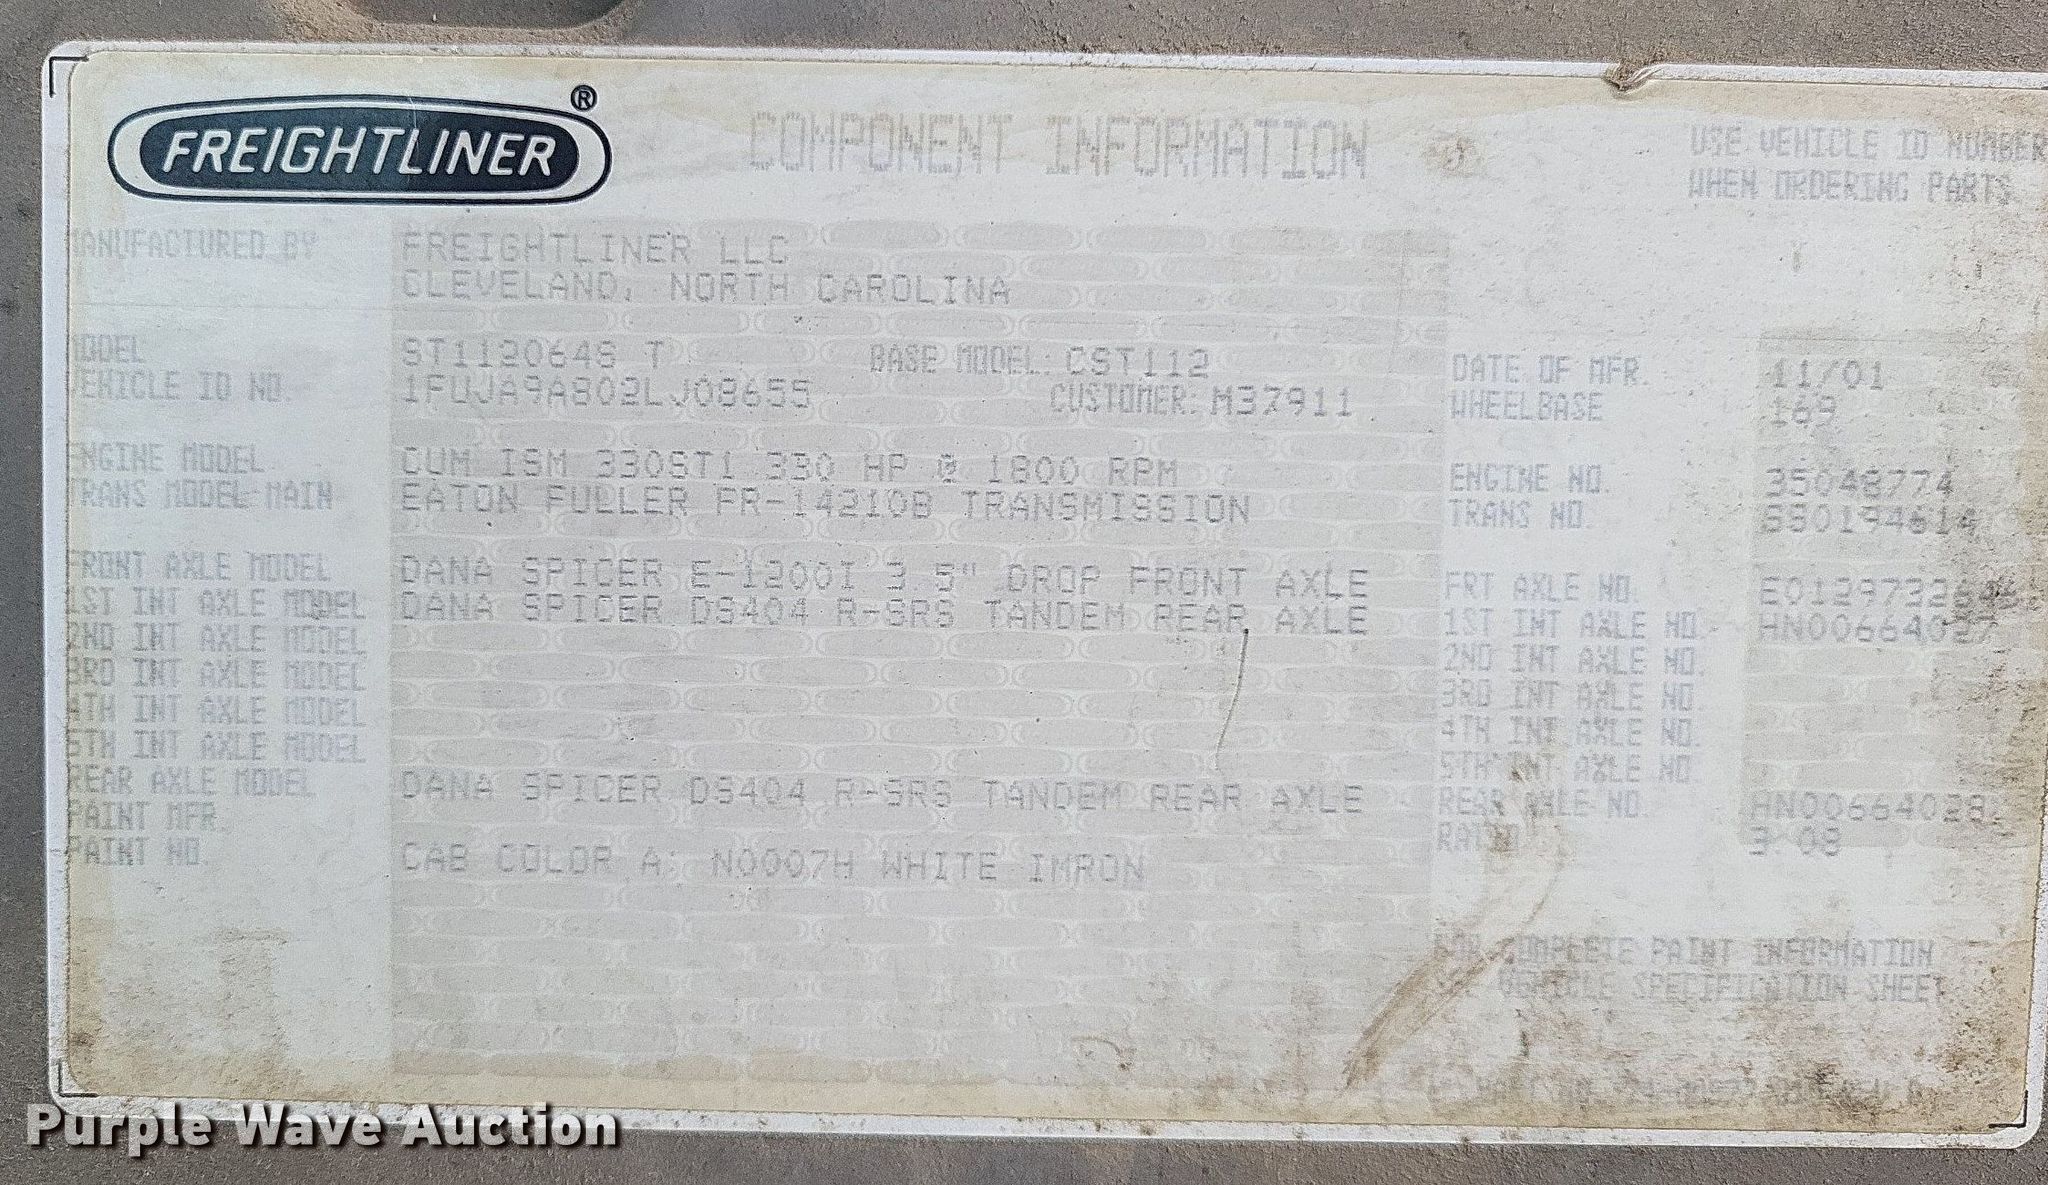 FREIGHTLINER ®
COMPONENT INFORMATION
USE VEHICLE ID NUMBER
WHEN ORDERING PARTS.
MANUFACTURED BY FREIGHTLINER LLC
CLEVELAND, NORTH CAROLINA
MODEL ST112064S T BASE MODEL: CST112 DATE OF MFR. 11/01
VEHICLE ID NO. 1FUJA9A802LJ08655 CUSTOMER: M37911 WHEELBASE 169
ENGINE MODEL CUM ISM 330ST1 330 HP @ 1800 RPM ENGINE NO. 35048774
TRANS MODEL-MAIN EATON FULLER FR-14210B TRANSMISSION TRANS NO. S80194614
FRONT AXLE MODEL DANA SPICER E-1200I 3.5" DROP FRONT AXLE FRT AXLE NO.
1ST INT AXLE MODEL DANA SPICER DS404 R-SRS TANDEM REAR AXLE 1ST INT AXLE NO. HN00664027
2ND INT AXLE MODEL 2ND INT AXLE NO.
3RD INT AXLE MODEL 3RD INT AXLE NO.
4TH INT AXLE MODEL 4TH INT AXLE NO.
5TH INT AXLE MODEL 5TH INT AXLE NO.
REAR AXLE MODEL DANA SPICER DS404 R-SRS TANDEM REAR AXLE REAR AXLE NO. HN00664028
PAINT MFR. RATIO 3.08
PAINT NO. CAB COLOR A: N0007H WHITE IMRON
FOR COMPLETE PAINT INFORMATION
SEE VEHICLE SPECIFICATION SHEET
Purple Wave Auction